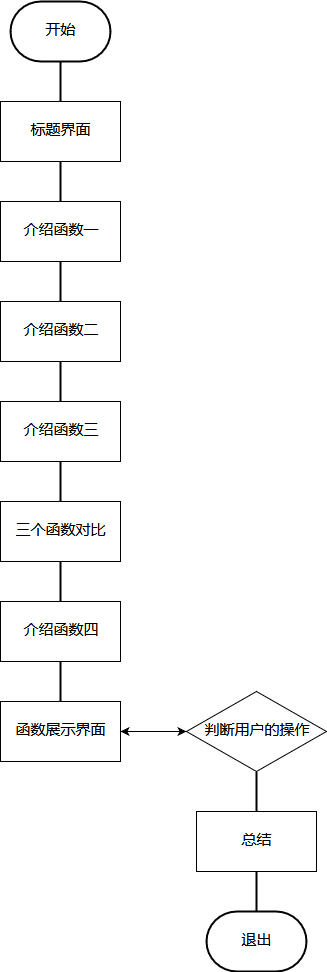 开始
标题界面
介绍函数一
介绍函数二
介绍函数三
三个函数对比
介绍函数四
函数展示界面
判断用户的操作
总结
退出